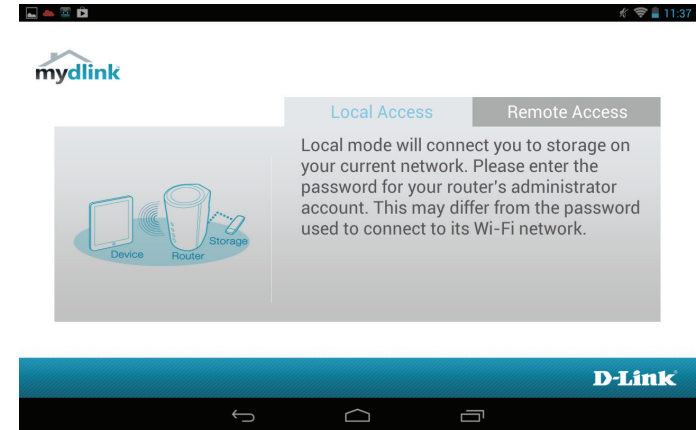 11:37
mydlink
Local Access
Remote Access
Local mode will connect you to storage on
your current network. Please enter the
password for your router's administrator
account. This may differ from the password
used to connect to its Wi-Fi network.
Storage
Device
Router
D-Link